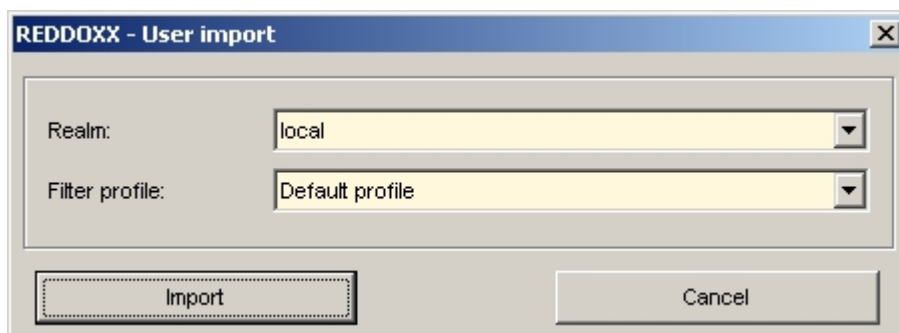 REDDOXX - User import
Realm: local
Filter profile: Default profile
Import Cancel